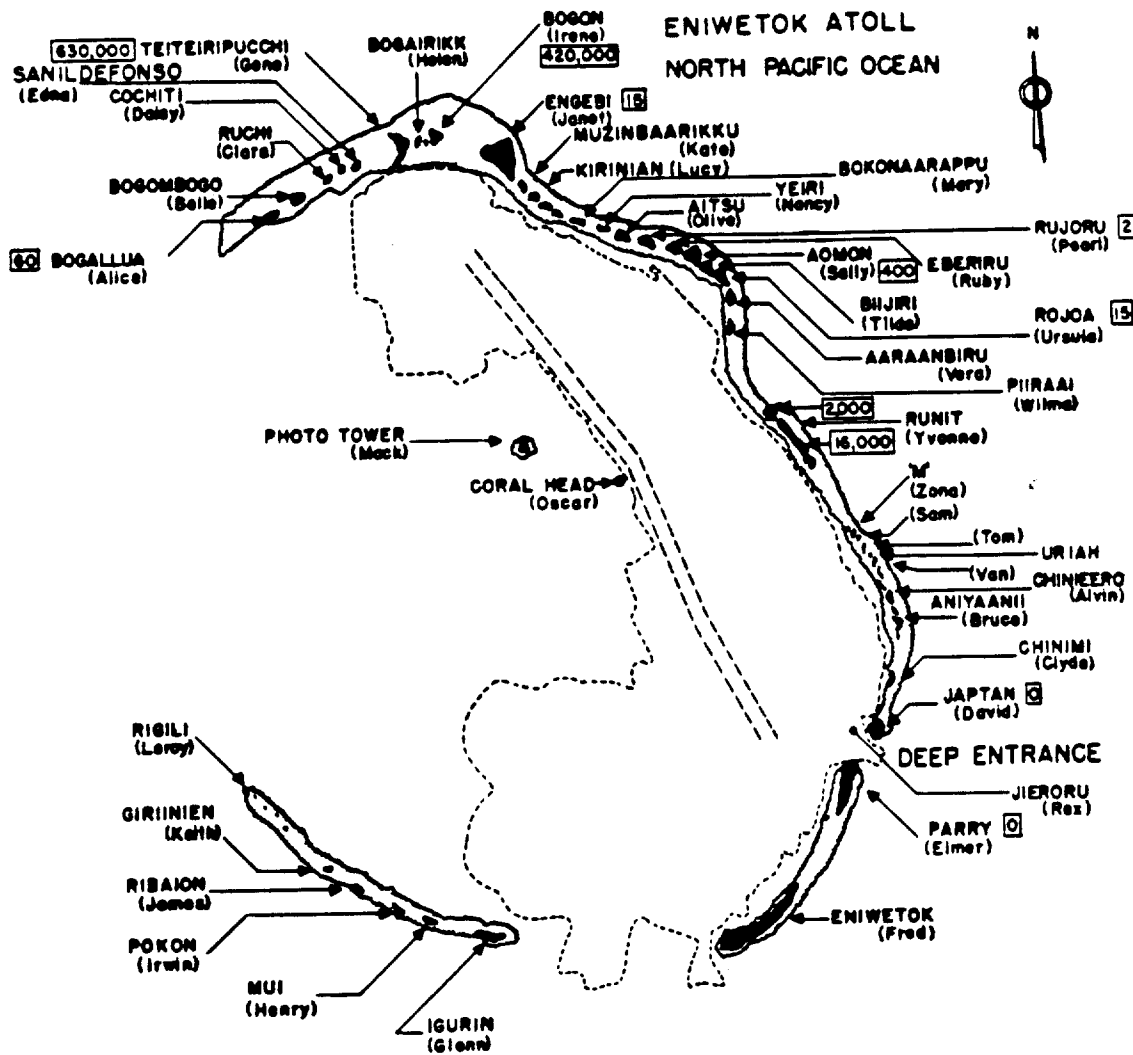 ENIWETOK ATOLL
NORTH PACIFIC OCEAN
N
630,000 TEITEIRIPUCCHI
(Gene)
BOGAIRIKK
(Helen)
BOGON
(Irene)
420,000
SANILDEFONSO
(Edna)
COCHITI
(Daisy)
RUCHI
(Clara)
BOGOMBOGO
(Belle)
60 BOGALLUA
(Alice)
ENGEBI 15
(Janet)
MUZINBAARIKKU
(Kate)
KIRINIAN (Lucy)
BOKONAARAPPU
(Mary)
YEIRI
(Nancy)
AITSU
(Olive)
RUJORU 2
(Pearl)
EBERIRU
(Ruby)
AOMON
(Sally) 400
BIIJIRI
(Tilda)
ROJOA 15
(Ursula)
AARAANBIRU
(Vera)
PIIRAAI
(Wilma)
2,000
RUNIT
(Yvonne)
16,000
PHOTO TOWER
(Mack)
CORAL HEAD
(Oscar)
"M"
(Zona)
(Sam)
(Tom)
URIAH
(Van)
CHINIEERO
(Alvin)
ANIYAANII
(Bruce)
CHINIMI
(Clyde)
JAPTAN 0
(David)
DEEP ENTRANCE
JIERORU
(Rex)
PARRY 0
(Elmer)
ENIWETOK
(Fred)
RIGILI
(Leroy)
GIRIINIEN
(Keith)
RIBAION
(James)
POKON
(Irwin)
MUI
(Henry)
IGURIN
(Glenn)